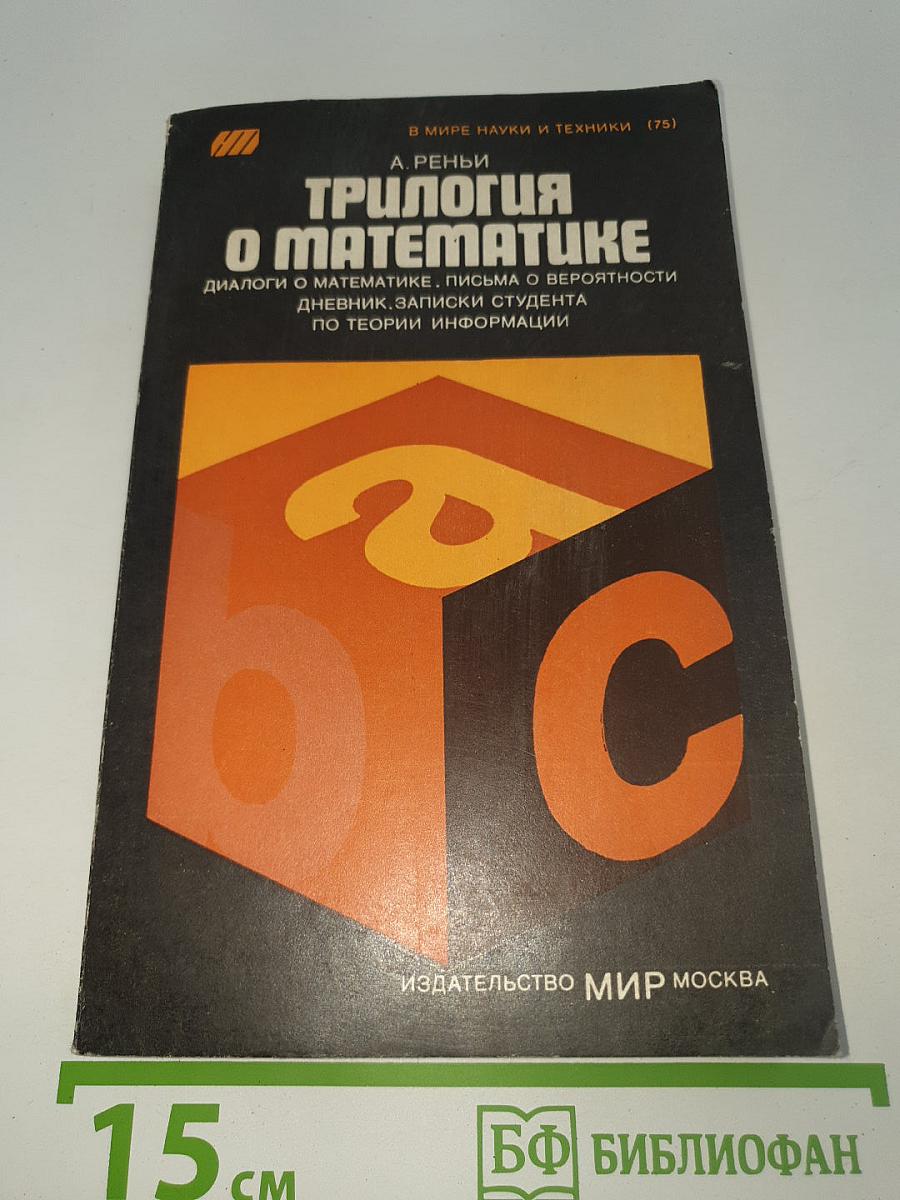 НТ
В МИРЕ НАУКИ И ТЕХНИКИ (75)
А. РЕНЬИ
ТРИЛОГИЯ
О МАТЕМАТИКЕ
ДИАЛОГИ О МАТЕМАТИКЕ. ПИСЬМА О ВЕРОЯТНОСТИ
ДНЕВНИК. ЗАПИСКИ СТУДЕНТА
ПО ТЕОРИИ ИНФОРМАЦИИ
a
b
c
ИЗДАТЕЛЬСТВО МИР МОСКВА
15 см
БФ БИБЛИОФАН